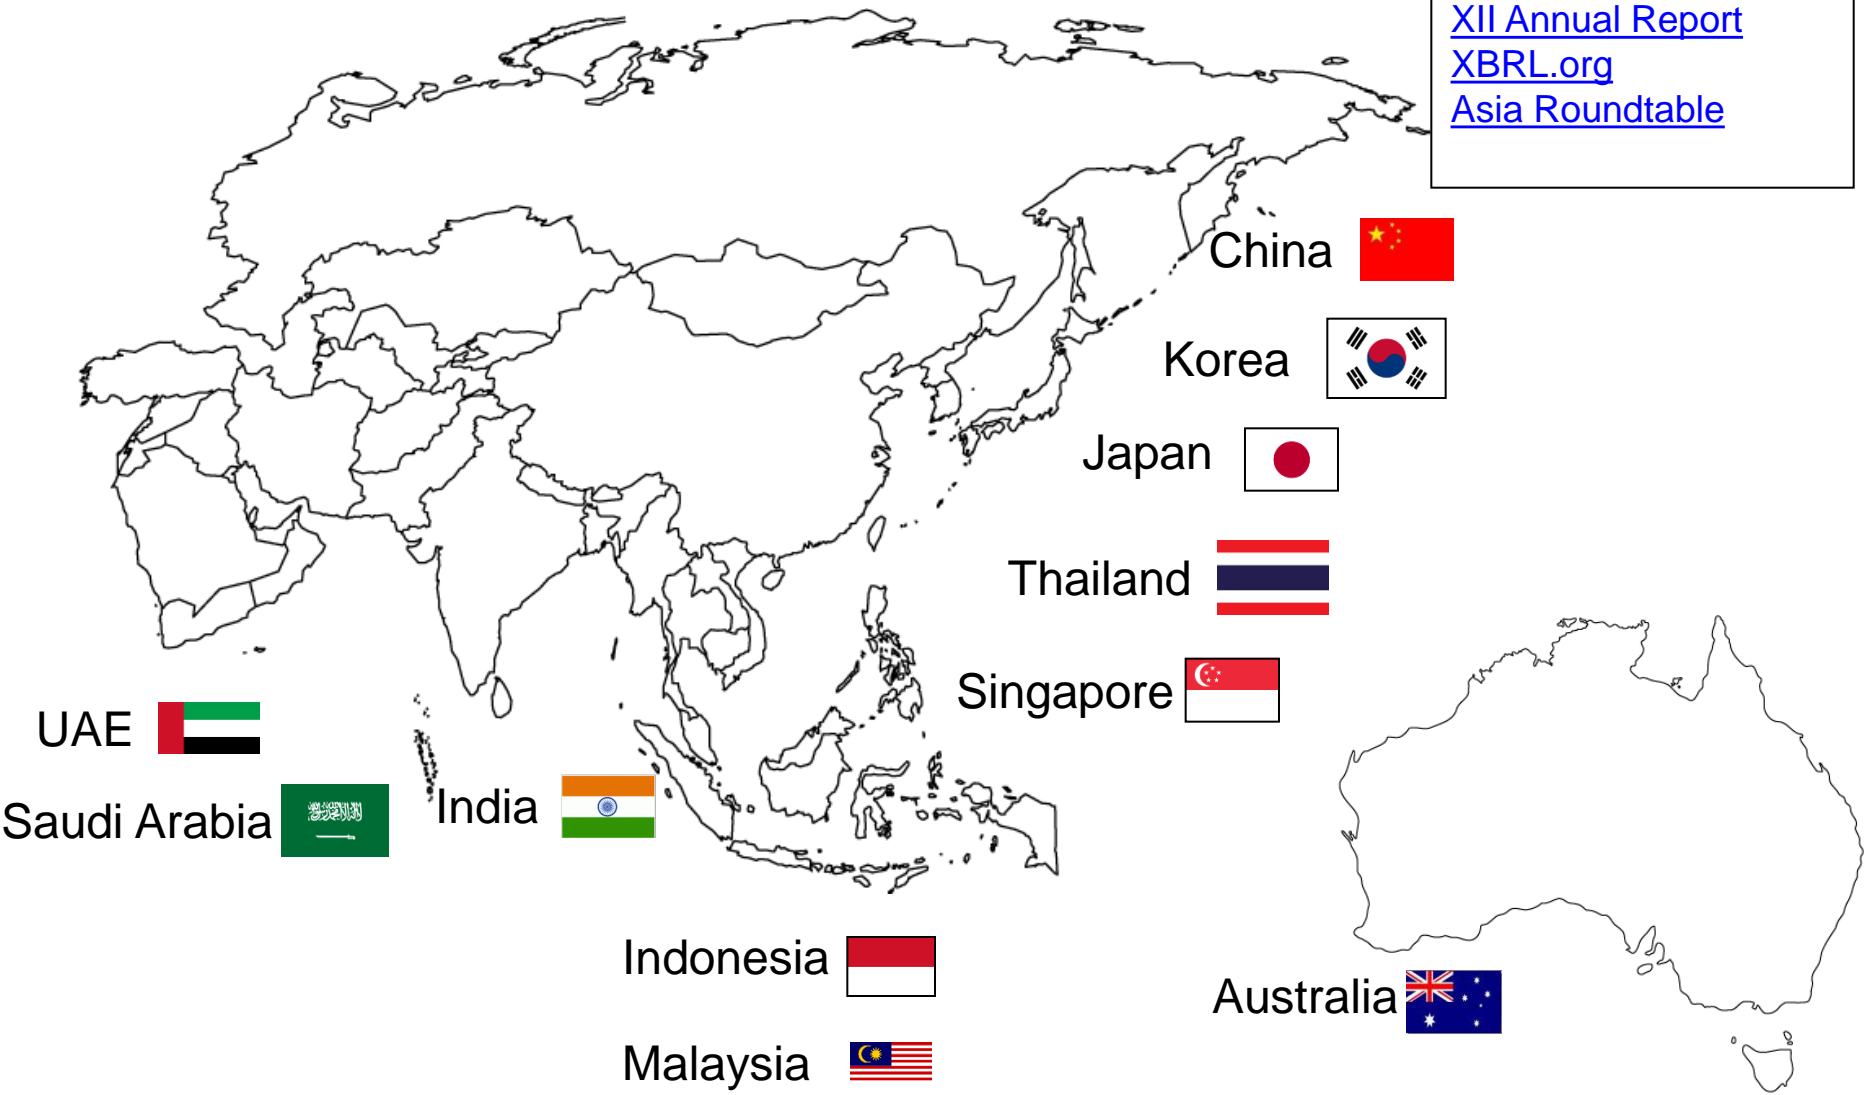 XII Annual Report
XBRL.org
Asia Roundtable
China
Korea
Japan
Thailand
Singapore
UAE
Saudi Arabia
India
Indonesia
Australia
Malaysia